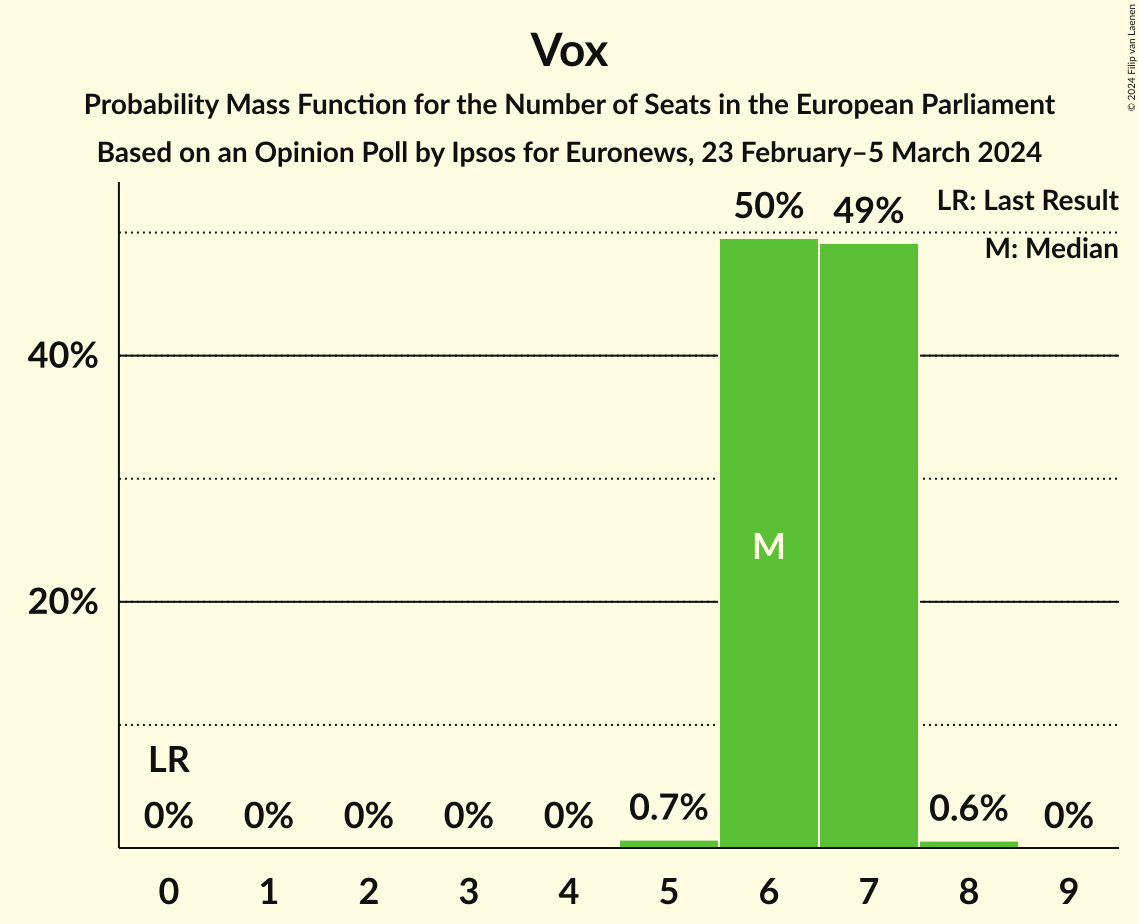 Vox
Probability Mass Function for the Number of Seats in the European Parliament
Based on an Opinion Poll by Ipsos for Euronews, 23 February–5 March 2024
© 2024 Filip van Laenen
LR: Last Result
M: Median
50%
49%
40%
M
20%
LR
0%
0%
0%
0%
0%
0.7%
0.6%
0%
0
1
2
3
4
5
6
7
8
9